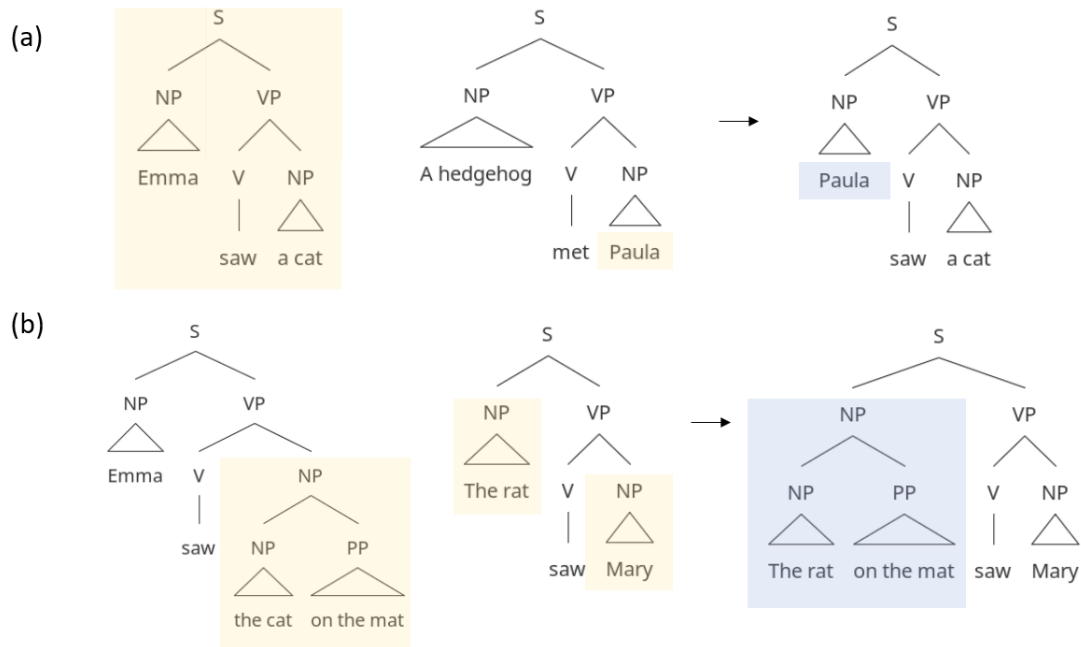 (a)
S S S
NP VP NP VP NP VP
Emma V NP A hedgehog V NP Paula V NP
saw a cat met Paula saw a cat
(b)
S S S
NP VP NP VP NP VP
Emma V NP The rat V NP NP PP V NP
saw NP PP saw Mary The rat on the mat saw Mary
the cat on the mat